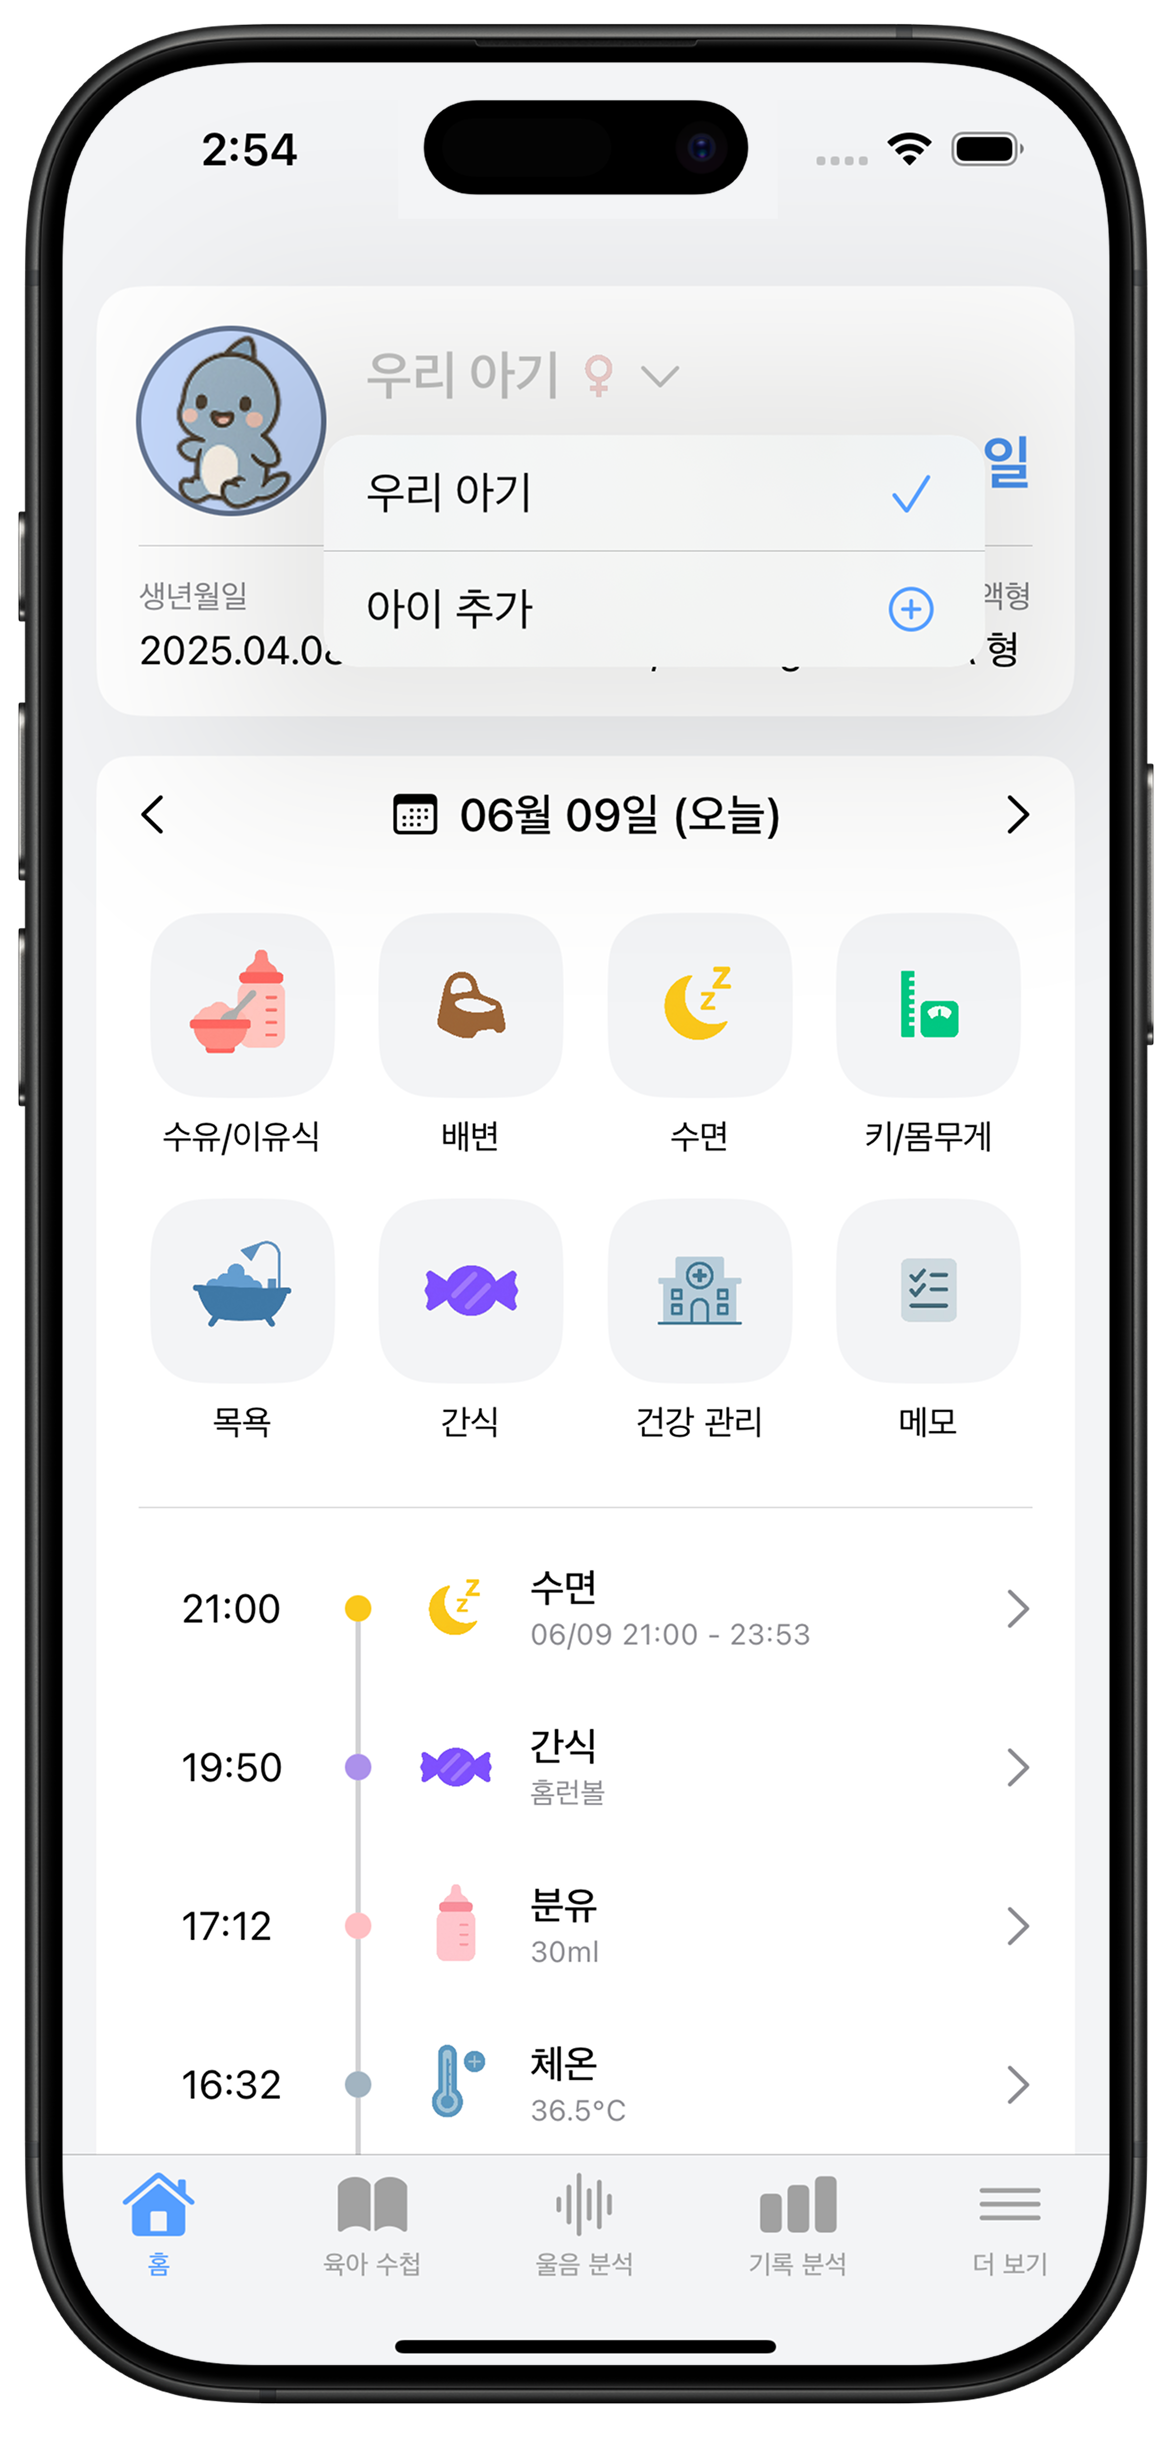 2:54
우리 아기
우리 아기
일
아이 추가
생년월일
2025.04.0
형
06월 09일 (오늘)
수유/이유식 배변 수면 키/몸무게
목욕 간식 건강 관리 메모
21:00 수면
06/09 21:00 - 23:53
19:50 간식
홈런볼
17:12 분유
30ml
16:32 체온
36.5°C
홈 육아 수첩 울음 분석 기록 분석 더 보기